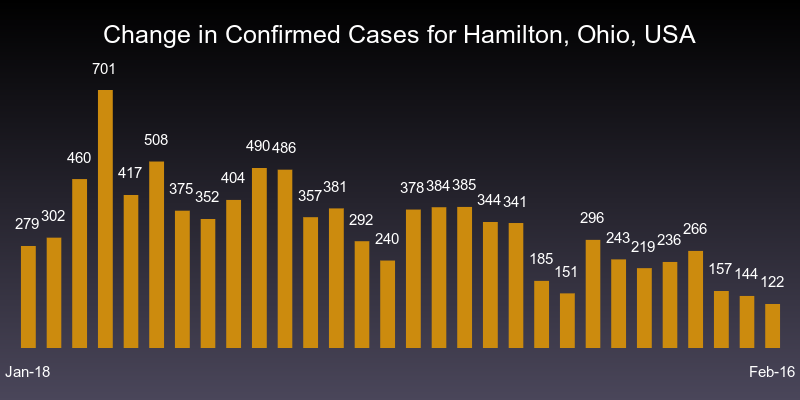 Change in Confirmed Cases for Hamilton, Ohio, USA
279 302 460 701 417 508 375 352 404 490 486 357 381 292 240 378 384 385 344 341 185 151 296 243 219 236 266 157 144 122
Jan-18 Feb-16